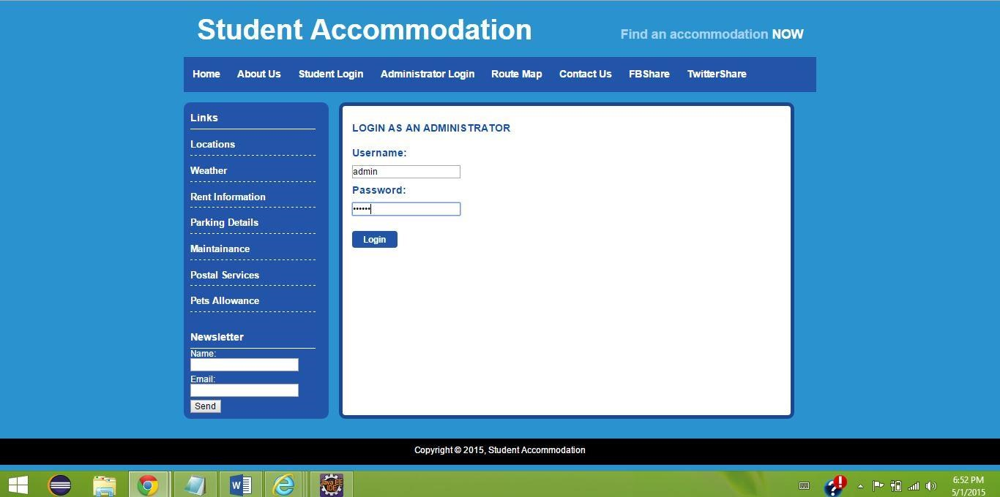 Student Accommodation
Find an accommodation NOW
Home About Us Student Login Administrator Login Route Map Contact Us FBShare TwitterShare
Links
Locations
Weather
Rent Information
Parking Details
Maintainance
Postal Services
Pets Allowance
Newsletter
Name:
Email:
Send
LOGIN AS AN ADMINISTRATOR
Username:
admin
Password:
••••••
Login
Copyright © 2015, Student Accommodation
Java EE
IDE
6:52 PM
5/1/2015